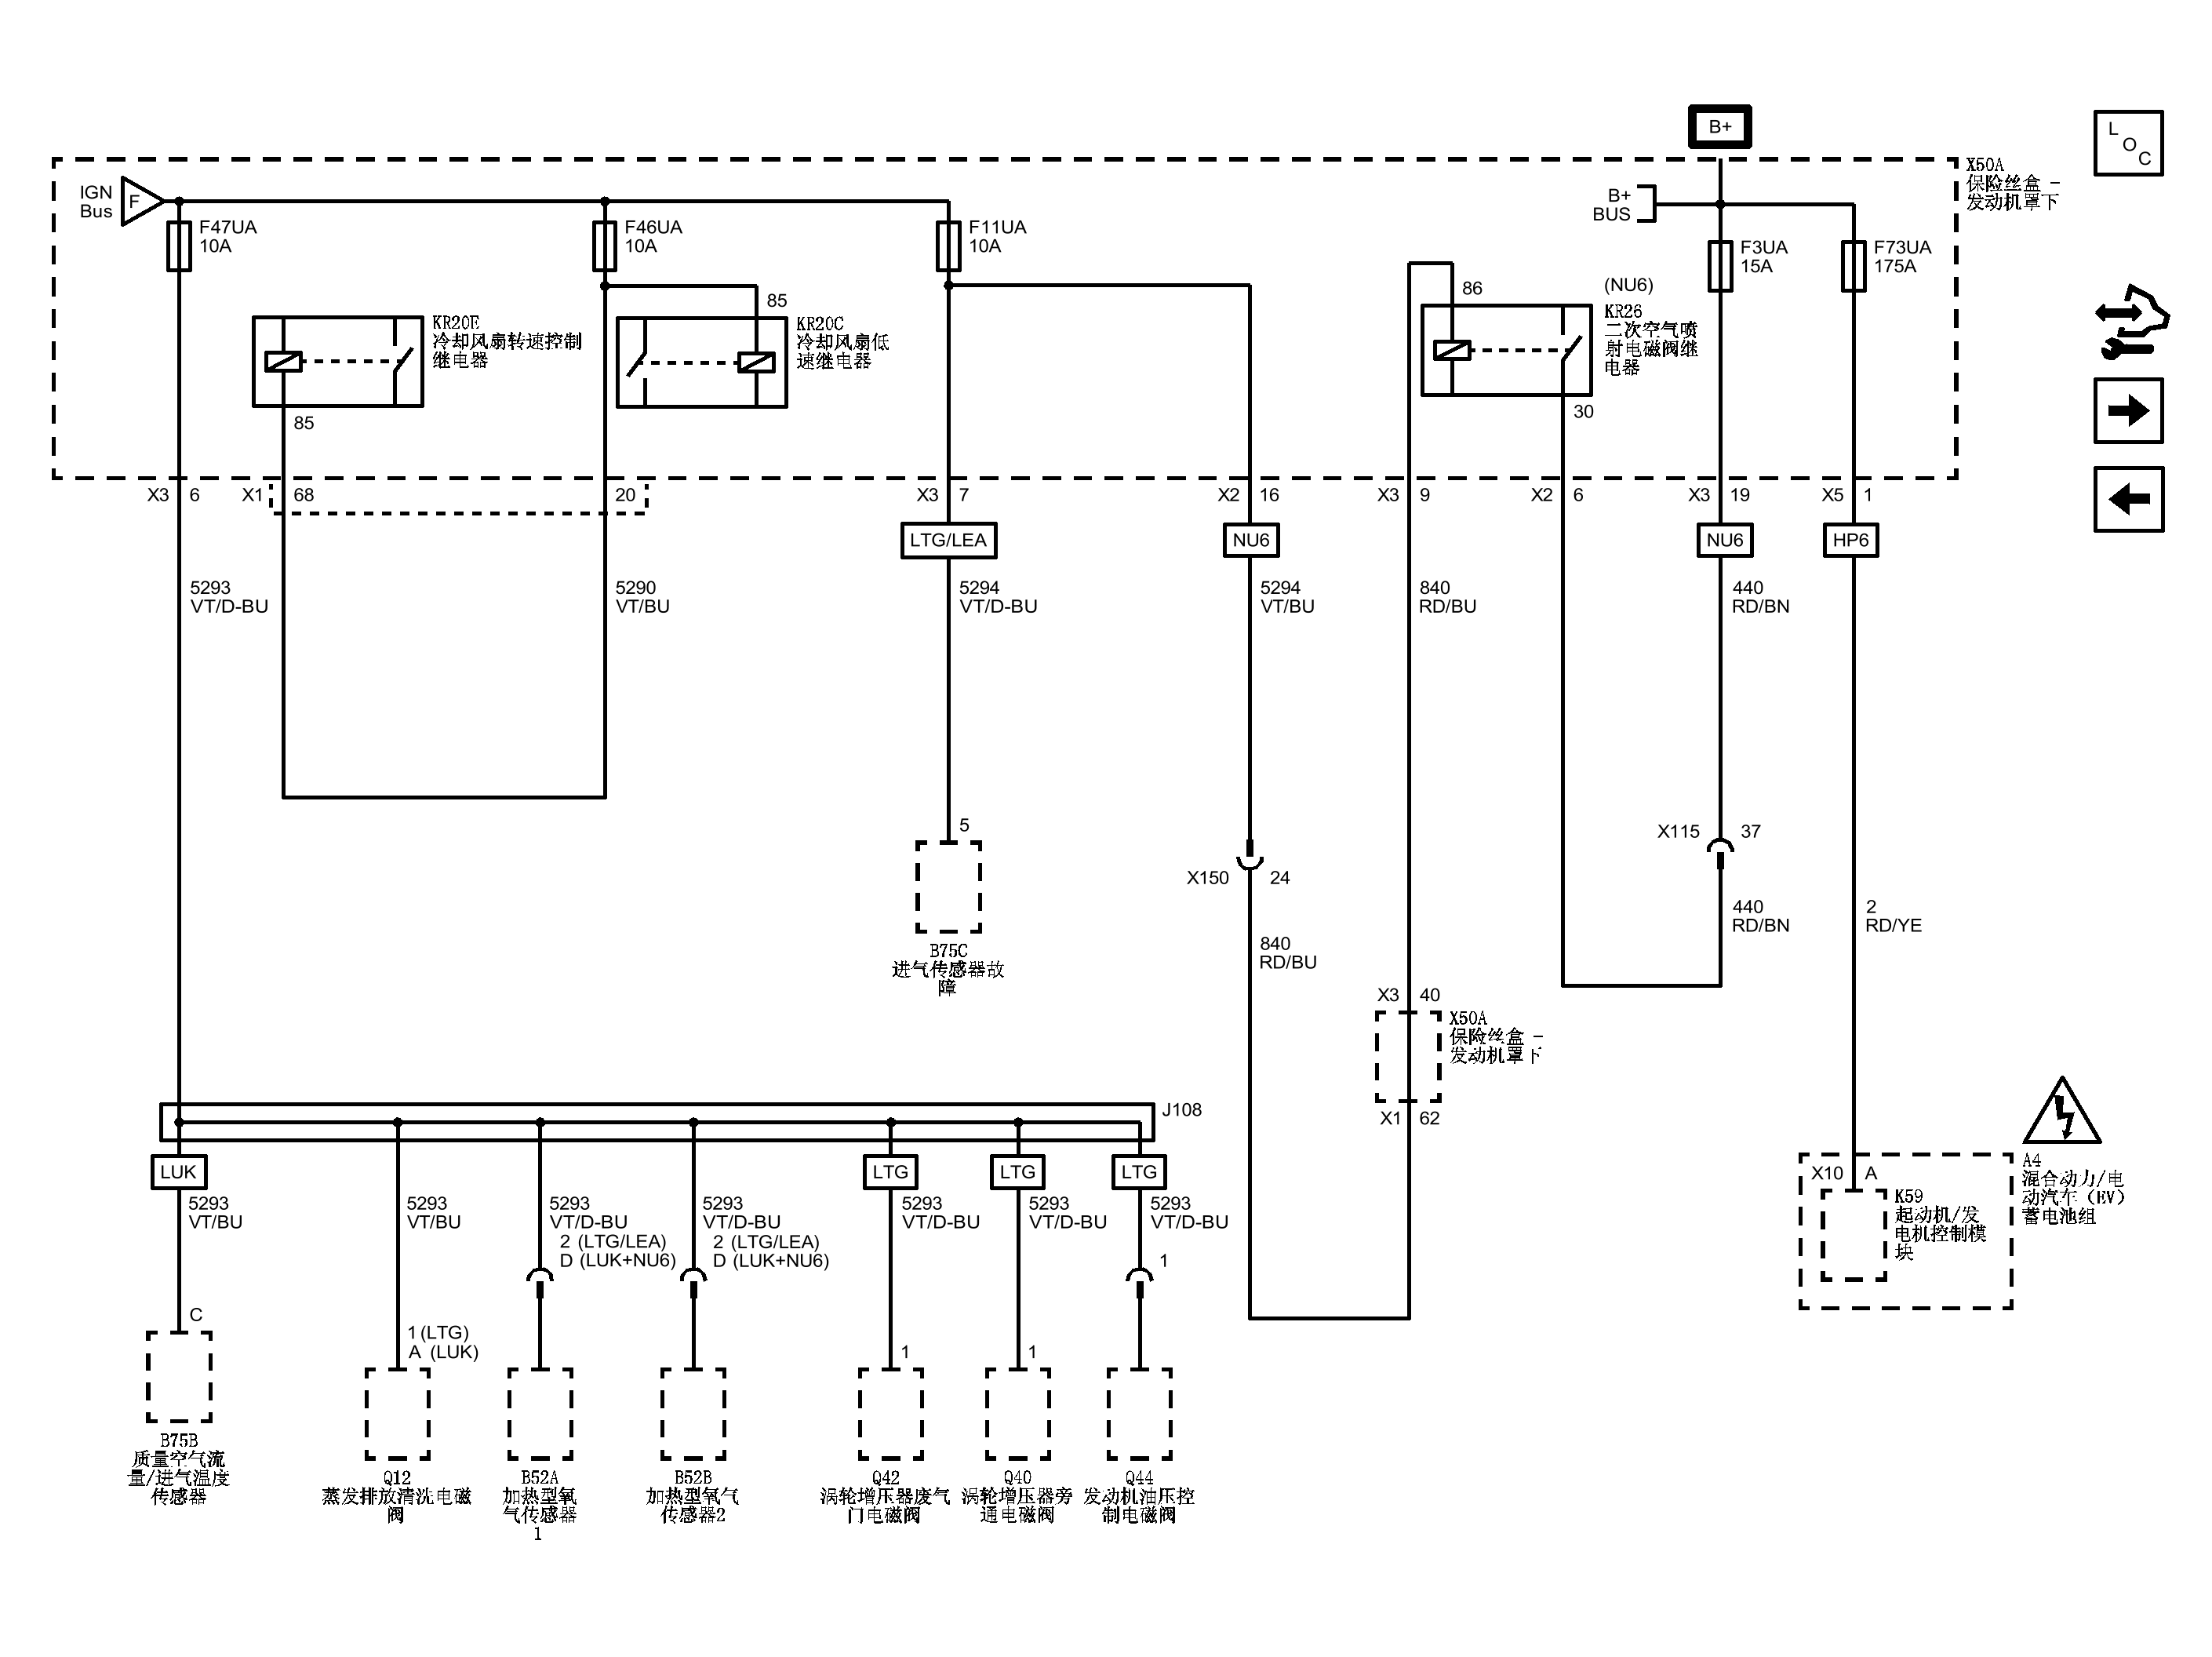 B+
L
O
C
X50A
保险丝盒 -
发动机罩下
IGN
Bus
F
B+
BUS
F47UA
10A
F46UA
10A
F11UA
10A
F3UA
15A
F73UA
175A
(NU6)
KR26
二次空气喷
射电磁阀继
电器
86
30
85
KR20E
冷却风扇转速控制
继电器
85
KR20C
冷却风扇低
速继电器
X3 6
X1 68
20
X3 7
X2 16
X3 9
X2 6
X3 19
X5 1
LTG/LEA
NU6
NU6
HP6
5293
VT/D-BU
5290
VT/BU
5294
VT/D-BU
5294
VT/BU
840
RD/BU
440
RD/BN
5
B75C
进气传感器故
障
X150 24
X115 37
840
RD/BU
440
RD/BN
2
RD/YE
X3 40
X50A
保险丝盒 -
发动机罩下
X1 62
J108
LUK
LTG
LTG
LTG
5293
VT/BU
5293
VT/BU
5293
VT/D-BU
2 (LTG/LEA)
D (LUK+NU6)
5293
VT/D-BU
2 (LTG/LEA)
D (LUK+NU6)
5293
VT/D-BU
5293
VT/D-BU
5293
VT/D-BU
1
X10 A
A4
混合动力/电
动汽车（EV）
蓄电池组
K59
起动机/发
电机控制模
块
C
1 (LTG)
A (LUK)
1
1
B75B
质量空气流
量/进气温度
传感器
Q12
蒸发排放清洗电磁
阀
B52A
加热型氧
气传感器
1
B52B
加热型氧气
传感器2
Q42
涡轮增压器废气
门电磁阀
Q40
涡轮增压器旁
通电磁阀
Q44
发动机油压控
制电磁阀